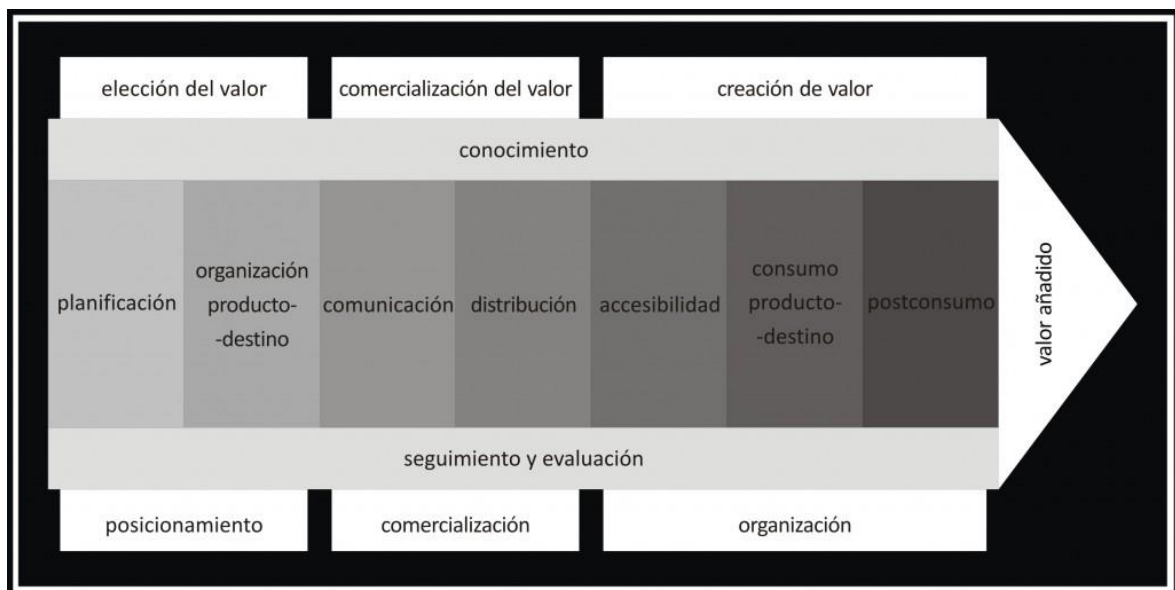 elección del valor
comercialización del valor
creación de valor
conocimiento
planificación
organización
producto-
-destino
comunicación
distribución
accesibilidad
consumo
producto-
-destino
postconsumo
valor añadido
seguimiento y evaluación
posicionamiento
comercialización
organización